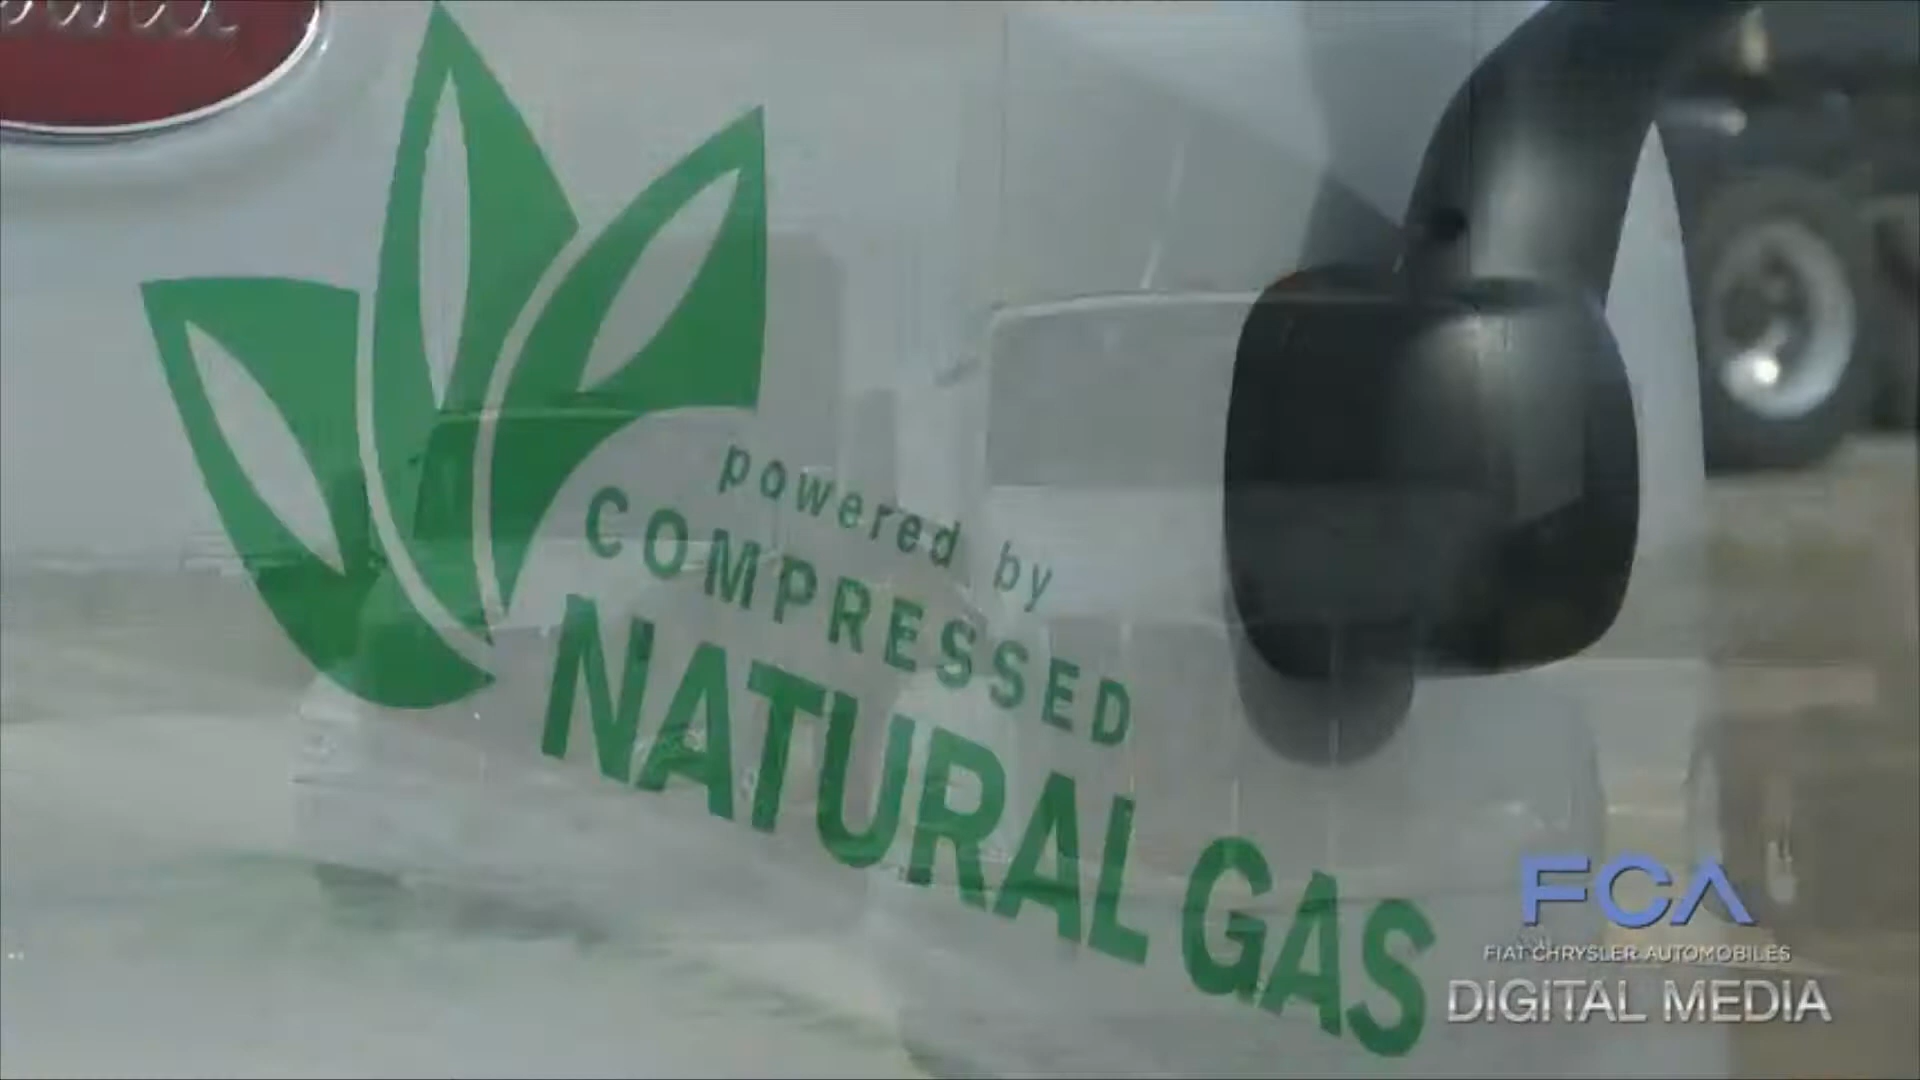 powered by
COMPRESSED
NATURAL GAS
FCA
FIAT CHRYSLER AUTOMOBILES
DIGITAL MEDIA